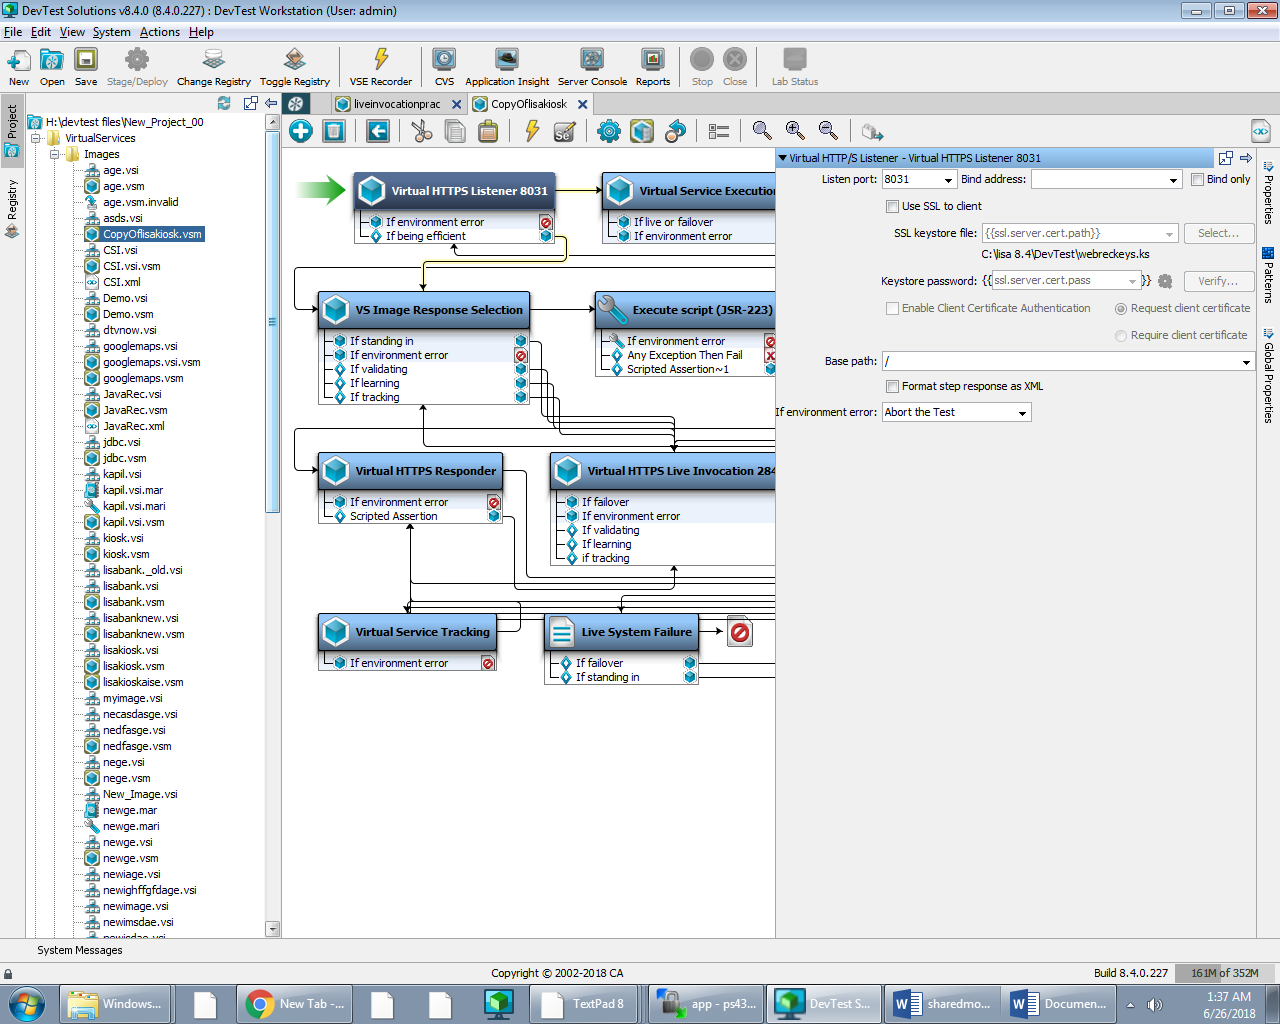 DevTest Solutions v8.4.0 (8.4.0.227) : DevTest Workstation (User: admin)
File Edit View System Actions Help
New Open Save Stage/Deploy Change Registry Toggle Registry VSE Recorder CVS Application Insight Server Console Reports Stop Close Lab Status
Project
Registry
H:\devtest files\New_Project_00
VirtualServices
Images
age.vsi
age.vsm
age.vsm.invalid
asds.vsi
CopyOflisakiosk.vsm
CSI.vsi
CSI.vsi.vsm
CSI.xml
Demo.vsi
Demo.vsm
dtvnow.vsi
googlemaps.vsi
googlemaps.vsi.vsm
googlemaps.vsm
JavaRec.vsi
JavaRec.vsm
JavaRec.xml
jdbc.vsi
jdbc.vsm
kapil.vsi
kapil.vsi.mar
kapil.vsi.mari
kapil.vsi.vsm
kiosk.vsi
kiosk.vsm
lisabank._old.vsi
lisabank.vsi
lisabank.vsm
lisabanknew.vsi
lisabanknew.vsm
lisakiosk.vsi
lisakiosk.vsm
lisakioskaise.vsm
myimage.vsi
necasdasge.vsi
nedfasge.vsi
nedfasge.vsm
nege.vsi
nege.vsm
New_Image.vsi
newge.mar
newge.mari
newge.vsi
newge.vsm
newiage.vsi
newighffgfdage.vsi
newimage.vsi
newimsdae.vsi
liveinvocationprac
CopyOflisakiosk
Virtual HTTPS Listener 8031
If environment error
If being efficient
Virtual Service Execution
If live or failover
If environment error
VS Image Response Selection
If standing in
If environment error
If validating
If learning
If tracking
Execute script (JSR-223)
If environment error
Any Exception Then Fail
Scripted Assertion~1
Virtual HTTPS Responder
If environment error
Scripted Assertion
Virtual HTTPS Live Invocation 284
If failover
If environment error
If validating
If learning
if tracking
Virtual Service Tracking
If environment error
Live System Failure
If failover
If standing in
Virtual HTTP/S Listener - Virtual HTTPS Listener 8031
Listen port: 8031 Bind address: Bind only
Use SSL to client
SSL keystore file: {{ssl.server.cert.path}} Select...
C:\lisa 8.4\DevTest\webreckeys.ks
Keystore password: {{ ssl.server.cert.pass }} Verify...
Enable Client Certificate Authentication Request client certificate
Require client certificate
Base path: /
Format step response as XML
If environment error: Abort the Test
Properties
Patterns
Global Properties
System Messages
Copyright © 2002-2018 CA
Build 8.4.0.227
161M of 352M
Windows... New Tab -... TextPad 8 app - ps43... DevTest S... sharedmo... Documen...
1:37 AM
6/26/2018